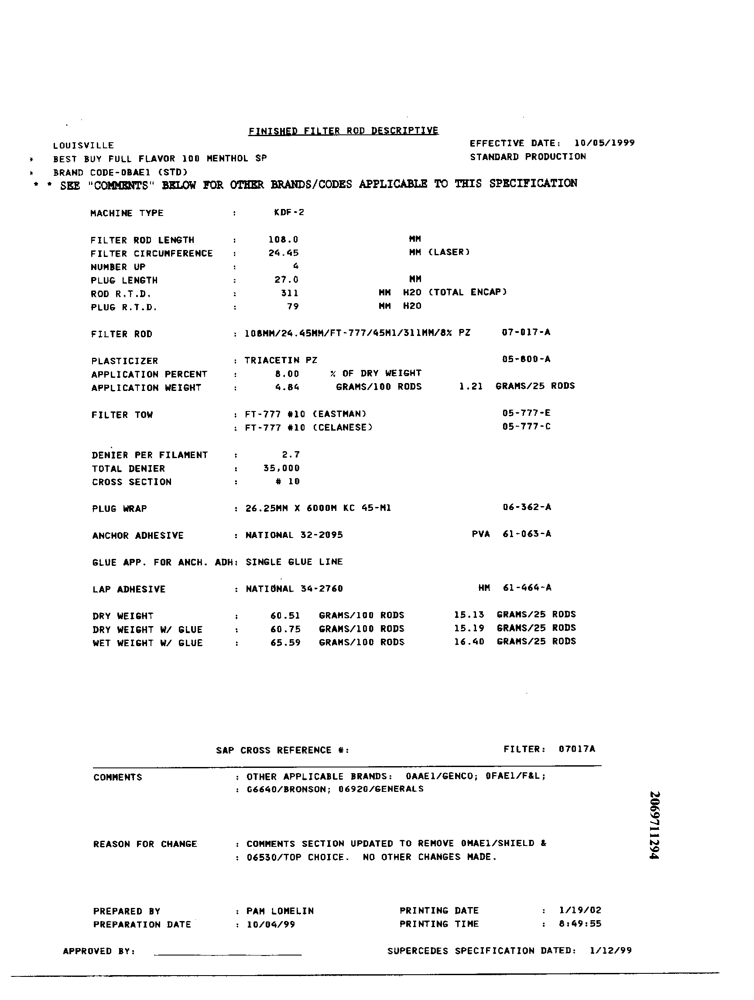 FINISHED FILTER ROD DESCRIPTIVE
LOUISVILLE EFFECTIVE DATE: 10/05/1999
* BEST BUY FULL FLAVOR 100 MENTHOL SP STANDARD PRODUCTION
* BRAND CODE-0BAE1 (STD)
* * SEE "COMMENTS" BELOW FOR OTHER BRANDS/CODES APPLICABLE TO THIS SPECIFICATION
MACHINE TYPE : KDF-2
FILTER ROD LENGTH : 108.0 MM
FILTER CIRCUMFERENCE : 24.45 MM (LASER)
NUMBER UP : 4
PLUG LENGTH : 27.0 MM
ROD R.T.D. : 311 MM H2O (TOTAL ENCAP)
PLUG R.T.D. : 79 MM H2O
FILTER ROD : 108MM/24.45MM/FT-777/45M1/311MM/8% PZ 07-017-A
PLASTICIZER : TRIACETIN PZ 05-800-A
APPLICATION PERCENT : 8.00 % OF DRY WEIGHT
APPLICATION WEIGHT : 4.84 GRAMS/100 RODS 1.21 GRAMS/25 RODS
FILTER TOW : FT-777 #10 (EASTMAN) 05-777-E
: FT-777 #10 (CELANESE) 05-777-C
DENIER PER FILAMENT : 2.7
TOTAL DENIER : 35,000
CROSS SECTION : # 10
PLUG WRAP : 26.25MM X 6000M KC 45-M1 06-362-A
ANCHOR ADHESIVE : NATIONAL 32-2095 PVA 61-063-A
GLUE APP. FOR ANCH. ADH: SINGLE GLUE LINE
LAP ADHESIVE : NATIONAL 34-2760 HM 61-464-A
DRY WEIGHT : 60.51 GRAMS/100 RODS 15.13 GRAMS/25 RODS
DRY WEIGHT W/ GLUE : 60.75 GRAMS/100 RODS 15.19 GRAMS/25 RODS
WET WEIGHT W/ GLUE : 65.59 GRAMS/100 RODS 16.40 GRAMS/25 RODS
SAP CROSS REFERENCE #: FILTER: 07017A
COMMENTS : OTHER APPLICABLE BRANDS: 0AAE1/GENCO; 0FAE1/F&L;
: G6640/BRONSON; 06920/GENERALS
REASON FOR CHANGE : COMMENTS SECTION UPDATED TO REMOVE 0MAE1/SHIELD &
: 06530/TOP CHOICE. NO OTHER CHANGES MADE.
PREPARED BY : PAM LOMELIN PRINTING DATE : 1/19/02
PREPARATION DATE : 10/04/99 PRINTING TIME : 8:49:55
APPROVED BY: SUPERCEDES SPECIFICATION DATED: 1/12/99
2069711294